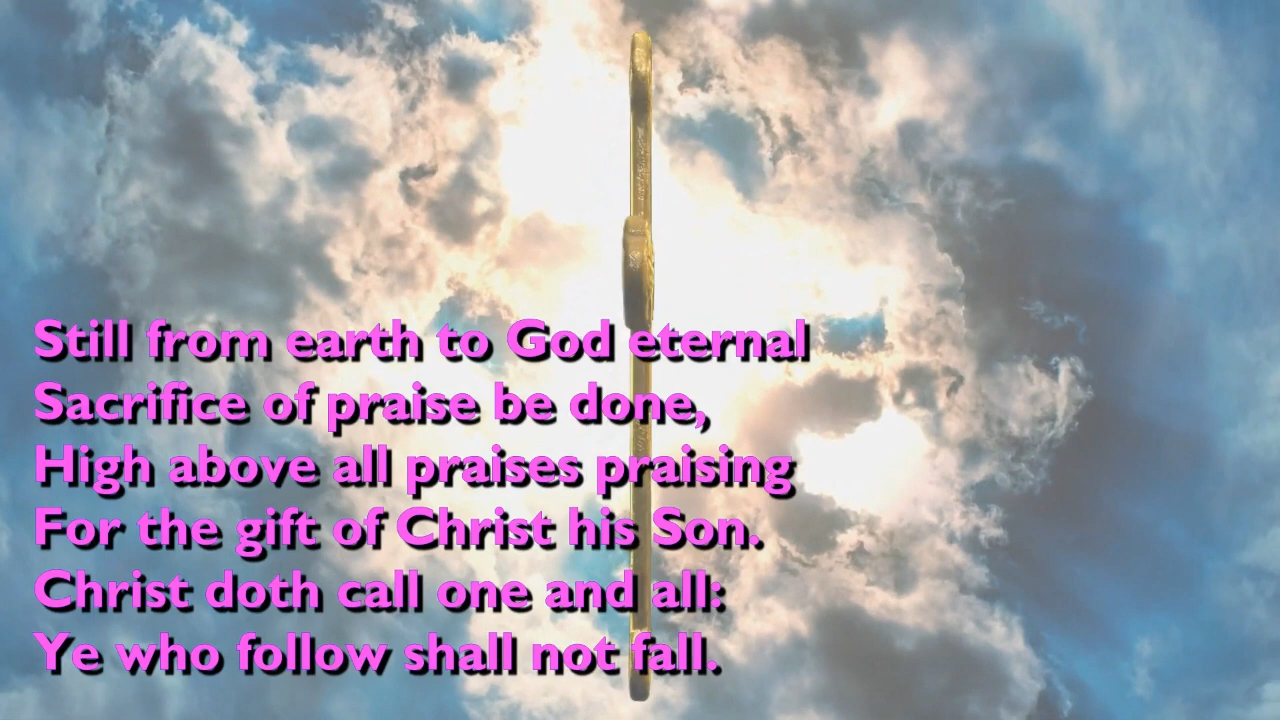 Still from earth to God eternal
Sacrifice of praise be done,
High above all praises praising
For the gift of Christ his Son.
Christ doth call one and all:
Ye who follow shall not fall.